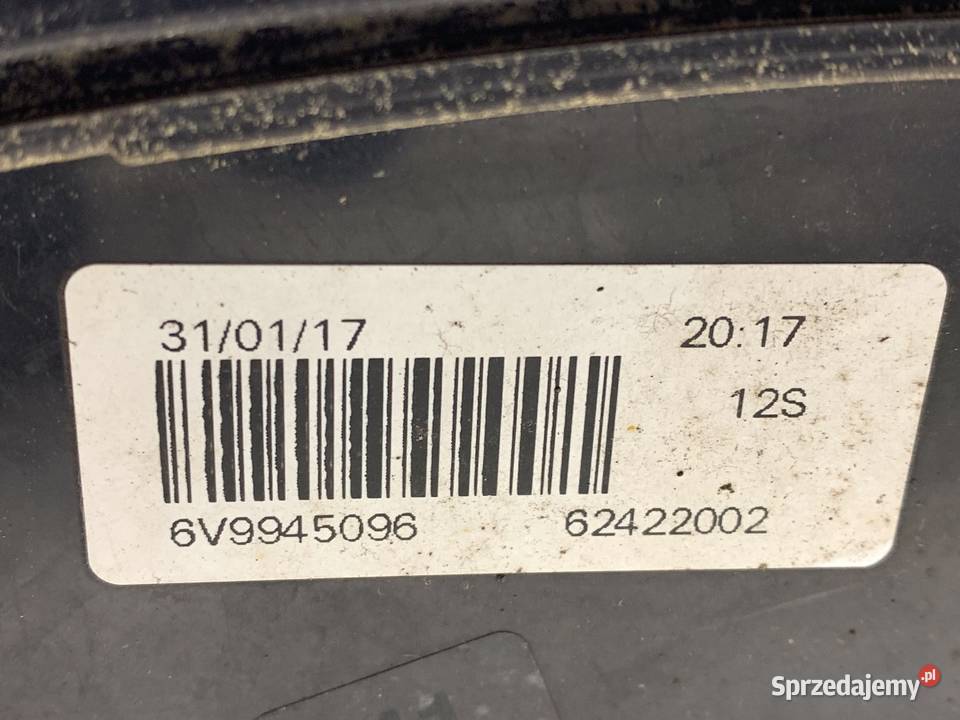 31/01/17 20:17
12S
6V9945096 62422002
Sprzedajemy.pl